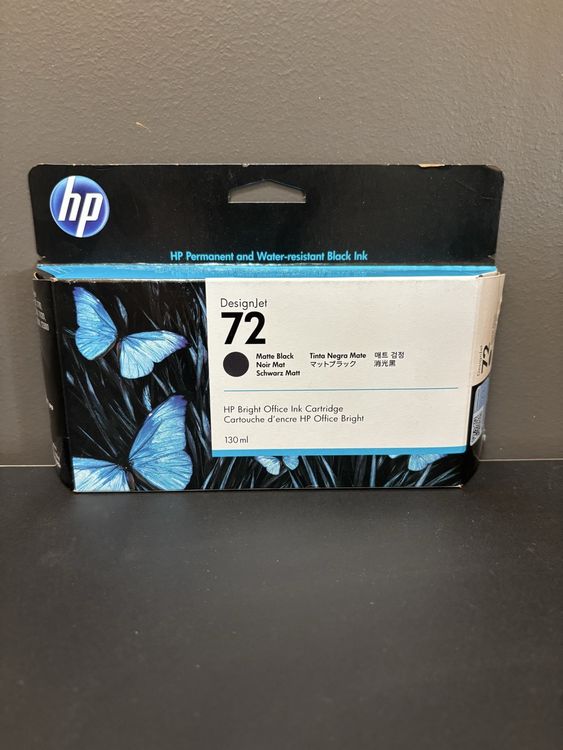 hp
HP Permanent and Water-resistant Black Ink
DesignJet
72
Matte Black
Noir Mat
Schwarz Matt
Tinta Negra Mate
マットブラック
매트 검정
消光黑
HP Bright Office Ink Cartridge
Cartouche d'encre HP Office Bright
130 ml
72